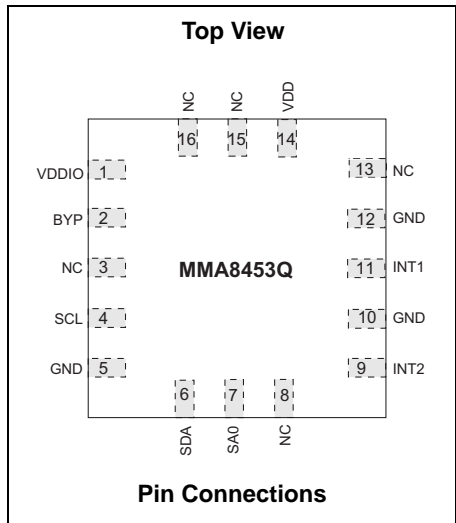 Top View
NC
NC
VDD
16
15
14
VDDIO 1
13 NC
BYP 2
12 GND
NC 3
MMA8453Q
11 INT1
SCL 4
10 GND
GND 5
9 INT2
6
7
8
SDA
SA0
NC
Pin Connections